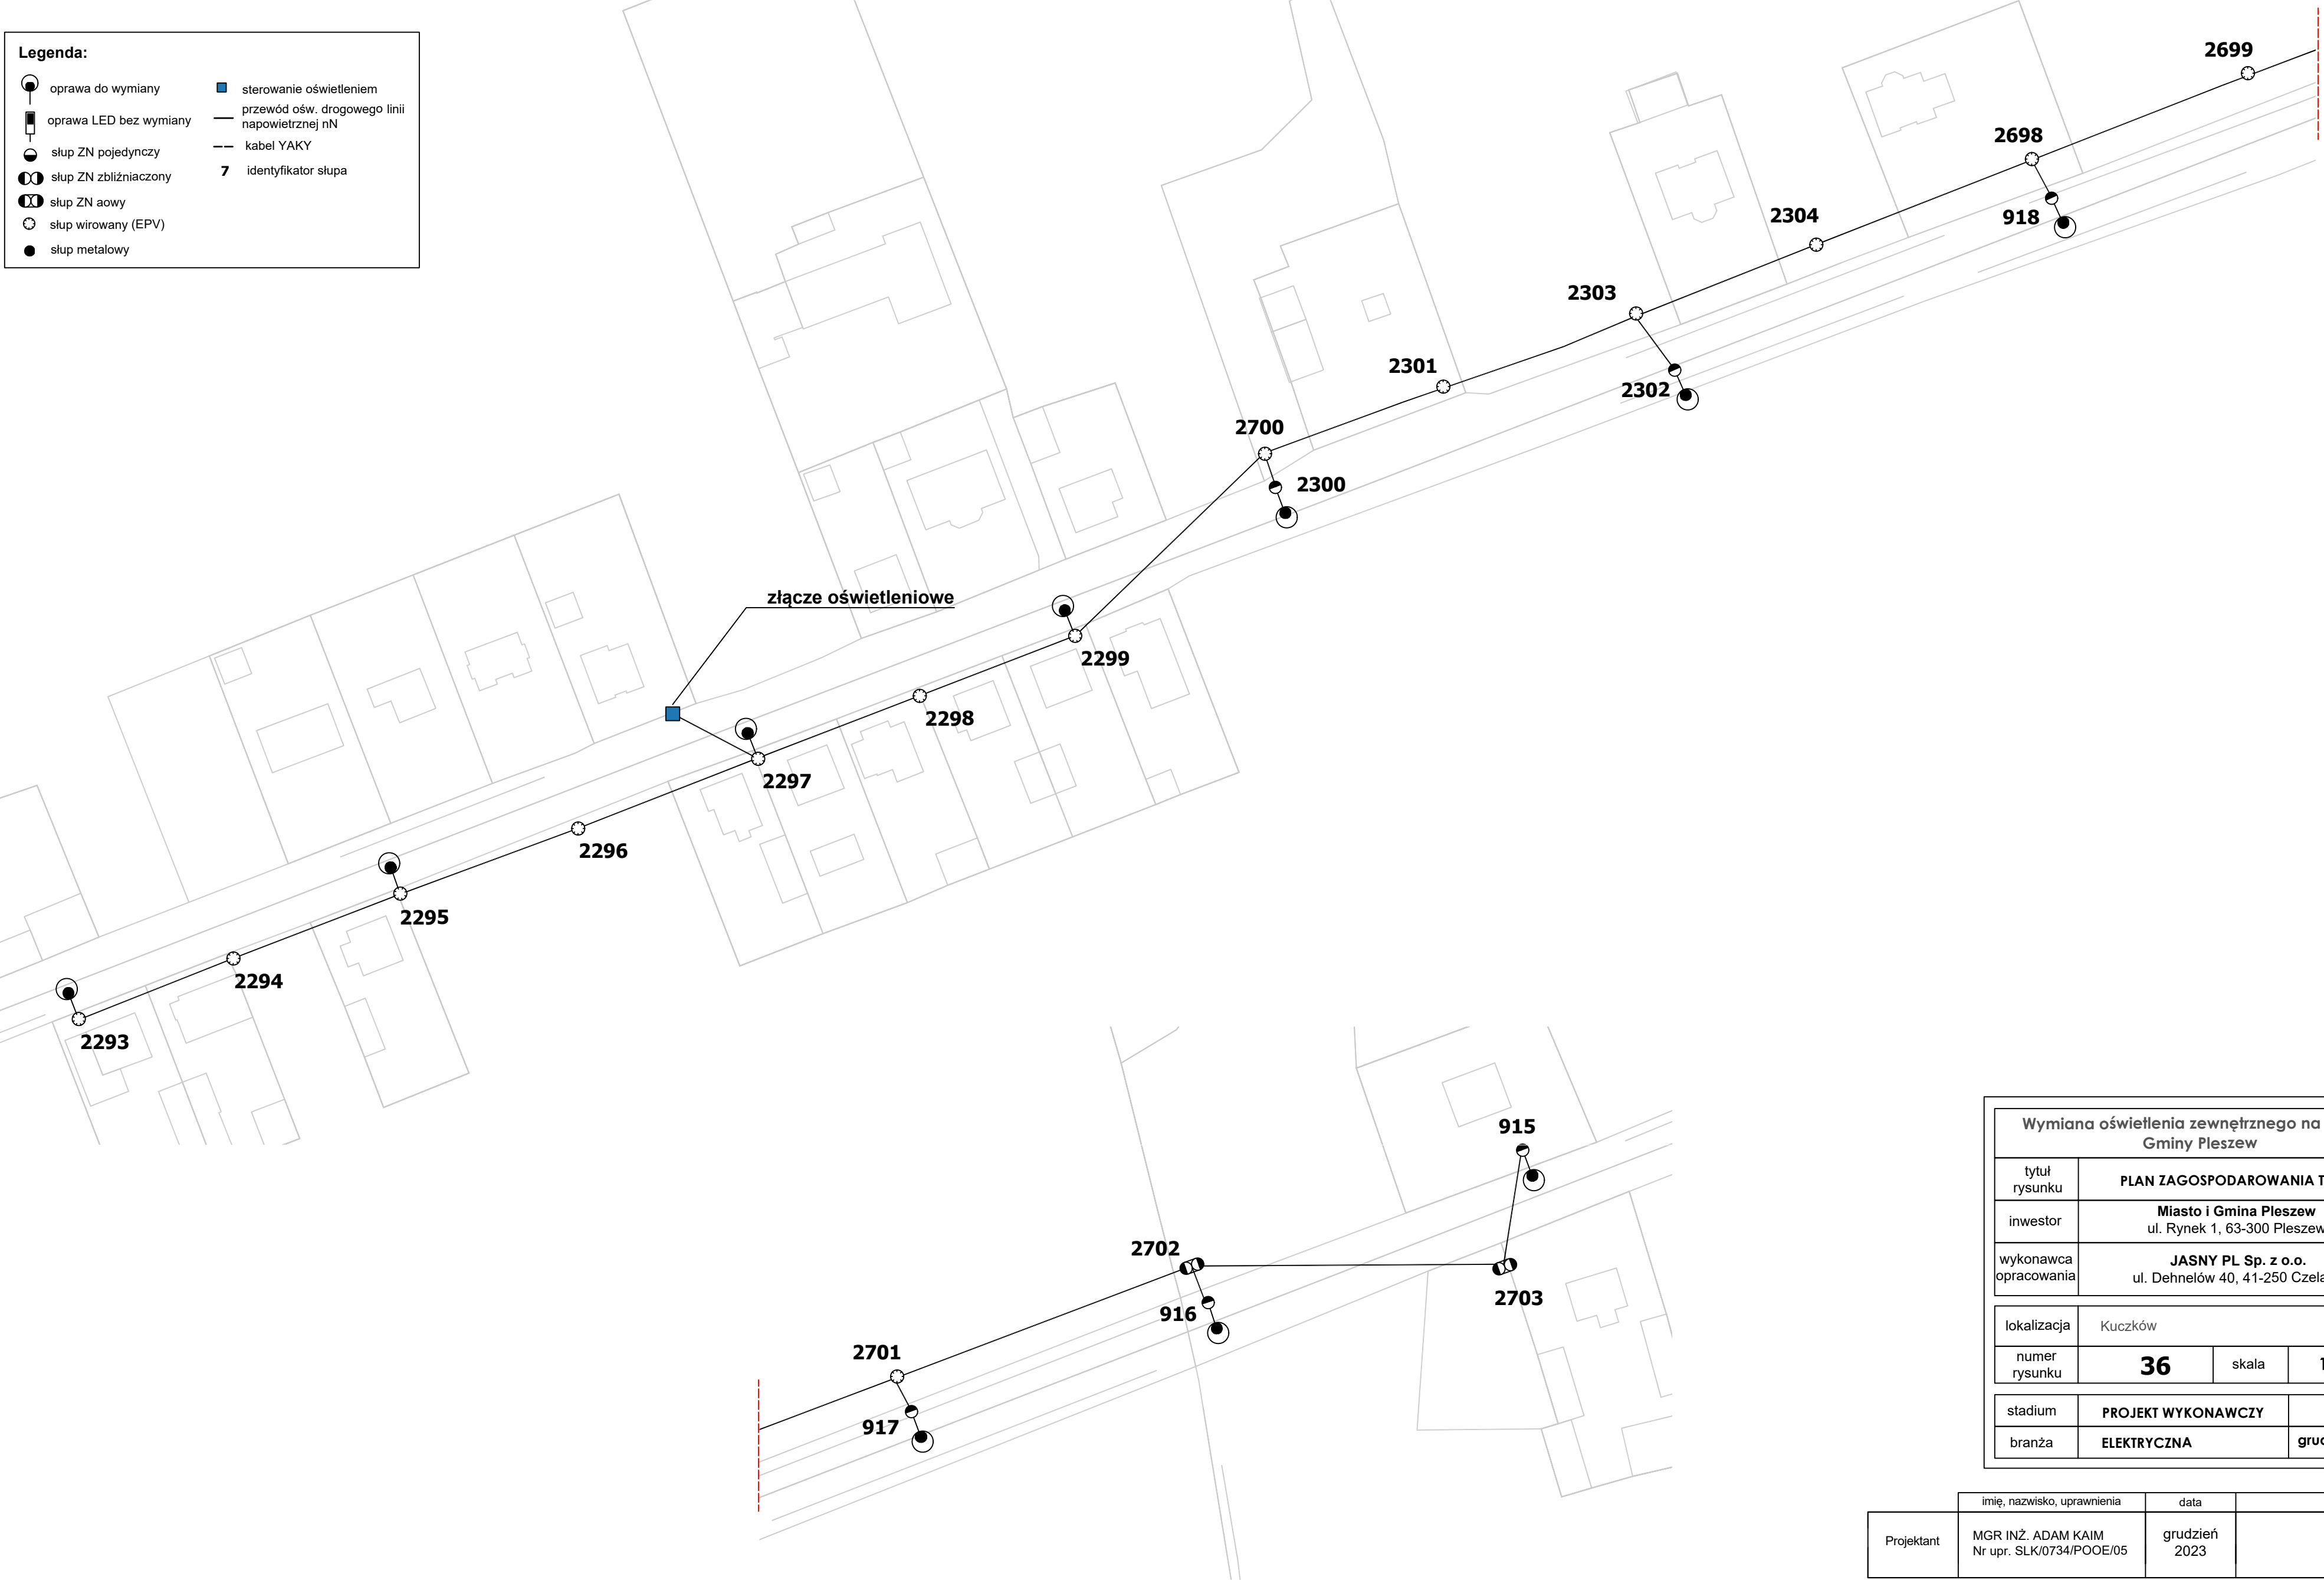 Legenda:
oprawa do wymiany
oprawa LED bez wymiany
słup ZN pojedynczy
słup ZN zbliźniaczony
słup ZN aowy
słup wirowany (EPV)
słup metalowy
sterowanie oświetleniem
przewód ośw. drogowego linii
napowietrznej nN
kabel YAKY
7 identyfikator słupa
2699
2698
918
2304
2303
2302
2301
2700
2300
złącze oświetleniowe
2299
2298
2297
2296
2295
2294
2293
915
2702
916
2703
2701
917
Wymiana oświetlenia zewnętrznego na
Gminy Pleszew
tytuł
rysunku
PLAN ZAGOSPODAROWANIA T
inwestor
Miasto i Gmina Pleszew
ul. Rynek 1, 63-300 Pleszew
wykonawca
opracowania
JASNY PL Sp. z o.o.
ul. Dehnelów 40, 41-250 Czela
lokalizacja
Kuczków
numer
rysunku
36
skala
1
stadium
PROJEKT WYKONAWCZY
branża
ELEKTRYCZNA
imię, nazwisko, uprawnienia
data
Projektant
MGR INŻ. ADAM KAIM
Nr upr. SLK/0734/POOE/05
grudzień
2023